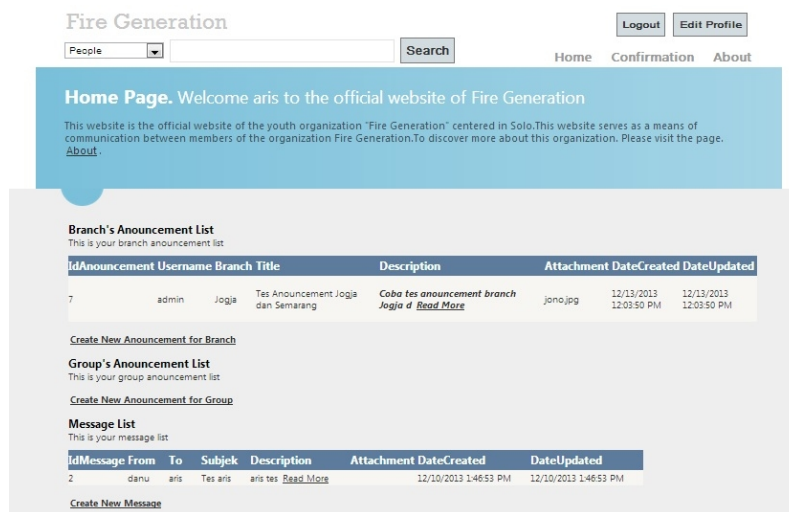 Fire Generation
Logout Edit Profile
People Search
Home Confirmation About
Home Page. Welcome aris to the official website of Fire Generation
This website is the official website of the youth organization "Fire Generation" centered in Solo.This website serves as a means of
communication between members of the organization Fire Generation.To discover more about this organization. Please visit the page.
About .
Branch's Anouncement List
This is your branch anouncement list
IdAnouncement Username Branch Title Description Attachment DateCreated DateUpdated
7 admin Jogja Tes Anouncement Jogja dan Semarang Coba tes anouncement branch Jogja d Read More jono.jpg 12/13/2013 12:03:50 PM 12/13/2013 12:03:50 PM
Create New Anouncement for Branch
Group's Anouncement List
This is your group anouncement list
Create New Anouncement for Group
Message List
This is your message list
IdMessage From To Subjek Description Attachment DateCreated DateUpdated
2 danu aris Tes aris aris tes Read More 12/10/2013 1:46:53 PM 12/10/2013 1:46:53 PM
Create New Message